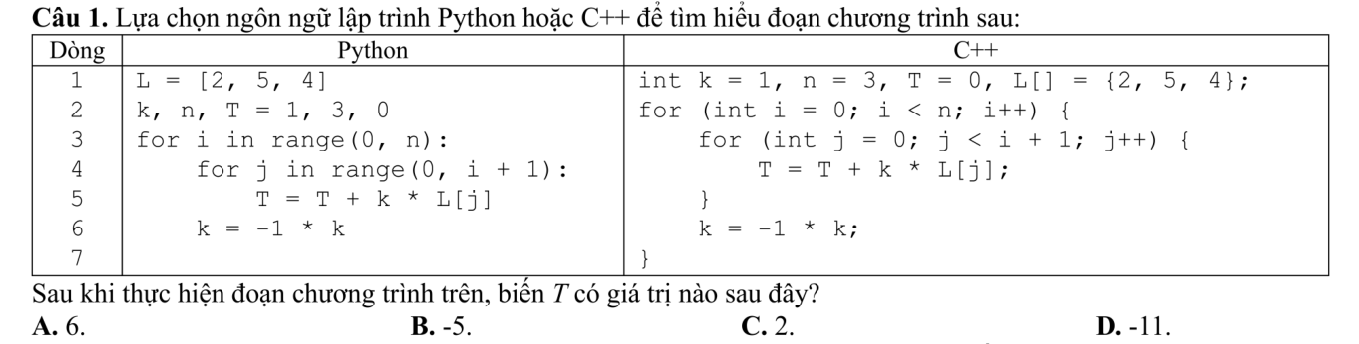 Câu 1. Lựa chọn ngôn ngữ lập trình Python hoặc C++ để tìm hiểu đoạn chương trình sau:
Dòng Python C++
1 L = [2, 5, 4] int k = 1, n = 3, T = 0, L[] = {2, 5, 4};
2 k, n, T = 1, 3, 0 for (int i = 0; i < n; i++) {
3 for i in range(0, n): for (int j = 0; j < i + 1; j++) {
4 for j in range(0, i + 1): T = T + k * L[j];
5 T = T + k * L[j] }
6 k = -1 * k k = -1 * k;
7 }
Sau khi thực hiện đoạn chương trình trên, biến T có giá trị nào sau đây?
A. 6. B. -5. C. 2. D. -11.